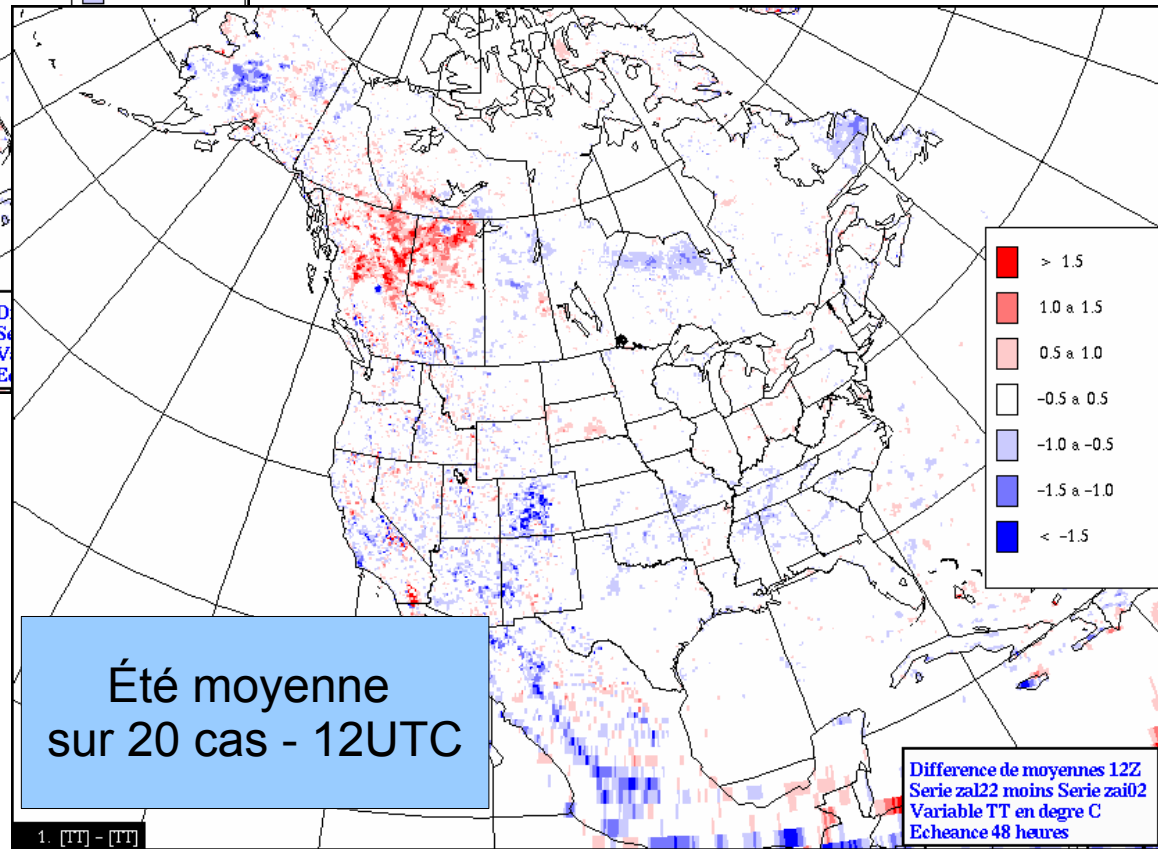 > 1.5
1.0 a 1.5
0.5 a 1.0
-0.5 a 0.5
-1.0 a -0.5
-1.5 a -1.0
< -1.5
Été moyenne
sur 20 cas - 12UTC
Difference de moyennes 12Z
Serie zal22 moins Serie zai02
Variable TT en degre C
Echeance 48 heures
1. [TT] - [TT]